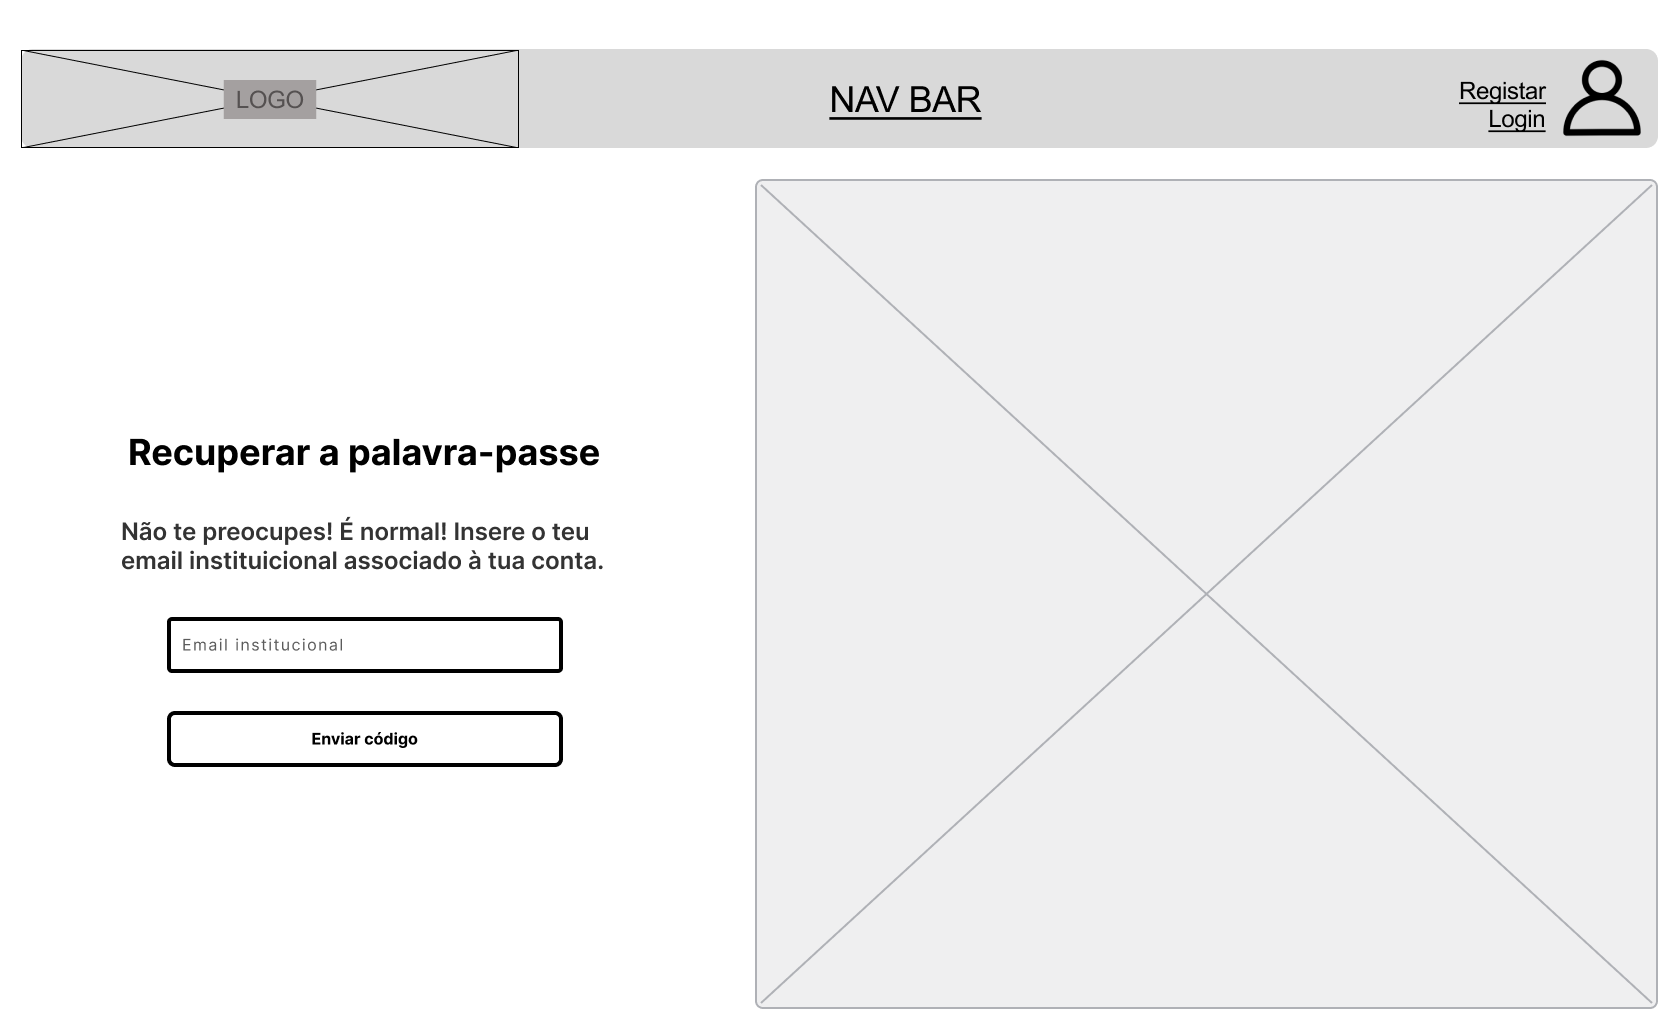 LOGO
NAV BAR
Registar
Login
Recuperar a palavra-passe
Não te preocupes! É normal! Insere o teu
email instituicional associado à tua conta.
Email institucional
Enviar código